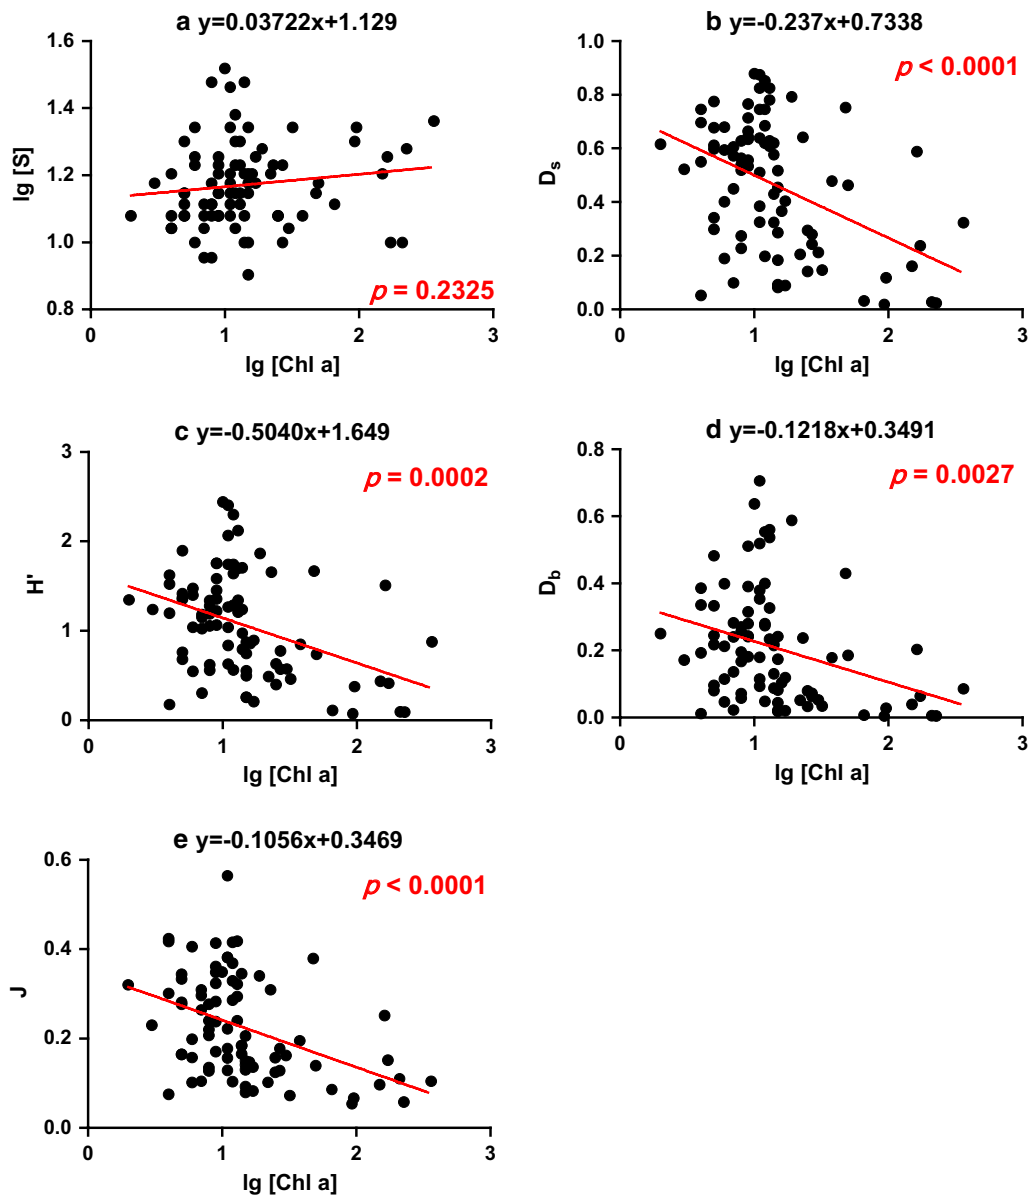 a y=0.03722x+1.129
1.6
1.4
1.2
1.0
0.8
lg [S]
p = 0.2325
0 1 2 3
lg [Chl a]
b y=-0.237x+0.7338
p < 0.0001
1.0
0.8
0.6
0.4
0.2
0.0
Ds
0 1 2 3
lg [Chl a]
c y=-0.5040x+1.649
p = 0.0002
3
2
1
0
H'
0 1 2 3
lg [Chl a]
d y=-0.1218x+0.3491
p = 0.0027
0.8
0.6
0.4
0.2
0.0
Db
0 1 2 3
lg [Chl a]
e y=-0.1056x+0.3469
p < 0.0001
0.6
0.4
0.2
0.0
J
0 1 2 3
lg [Chl a]